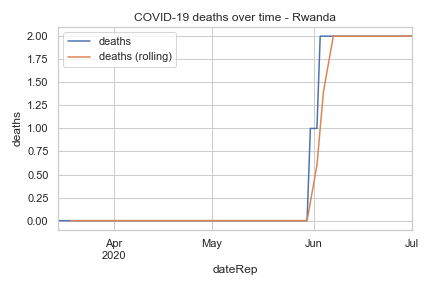 COVID-19 deaths over time - Rwanda
deaths
deaths (rolling)
2.00
1.75
1.50
1.25
1.00
0.75
0.50
0.25
0.00
deaths
Apr
2020
May
Jun
Jul
dateRep